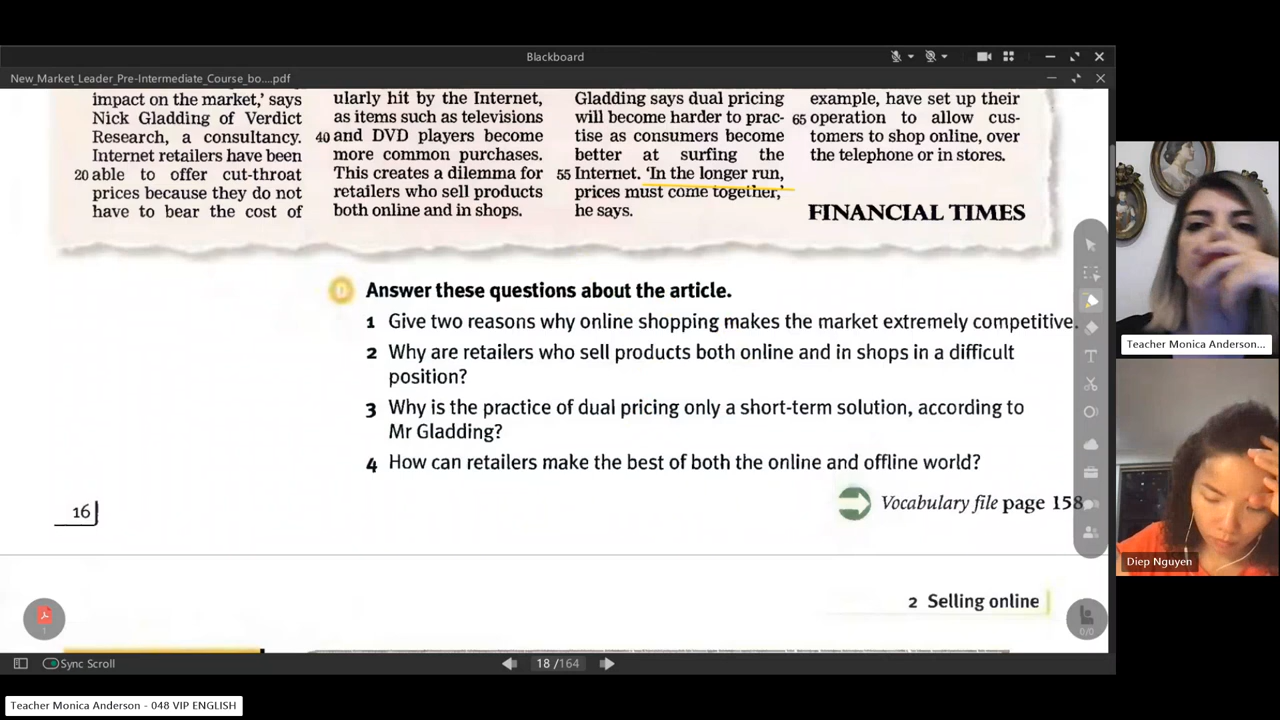 Blackboard
New_Market_Leader_Pre-Intermediate_Course_bo....pdf
impact on the market,' says
Nick Gladding of Verdict
Research, a consultancy.
Internet retailers have been
20 able to offer cut-throat
prices because they do not
have to bear the cost of
ularly hit by the Internet,
as items such as televisions
40 and DVD players become
more common purchases.
This creates a dilemma for
retailers who sell products
both online and in shops.
Gladding says dual pricing
will become harder to prac-
tise as consumers become
better at surfing the
55 Internet. 'In the longer run,
prices must come together,'
he says.
example, have set up their
65 operation to allow cus-
tomers to shop online, over
the telephone or in stores.
FINANCIAL TIMES
D Answer these questions about the article.
1 Give two reasons why online shopping makes the market extremely competitive.
2 Why are retailers who sell products both online and in shops in a difficult
position?
3 Why is the practice of dual pricing only a short-term solution, according to
Mr Gladding?
4 How can retailers make the best of both the online and offline world?
Vocabulary file page 158
16
2 Selling online
1
0/0
Sync Scroll
18 /164
Teacher Monica Anderson...
Diep Nguyen
Teacher Monica Anderson - 048 VIP ENGLISH